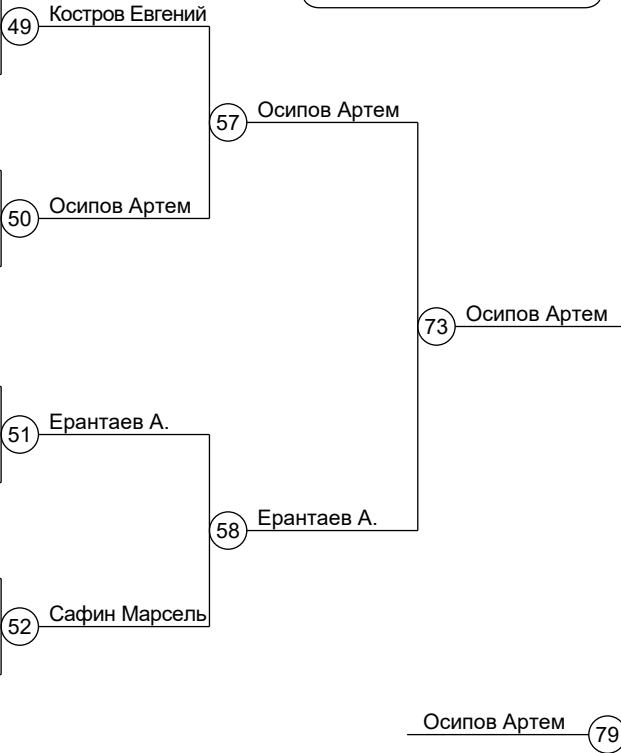 49 Костров Евгений
57 Осипов Артем
50 Осипов Артем
73 Осипов Артем
51 Ерантаев А.
58 Ерантаев А.
52 Сафин Марсель
Осипов Артем 79